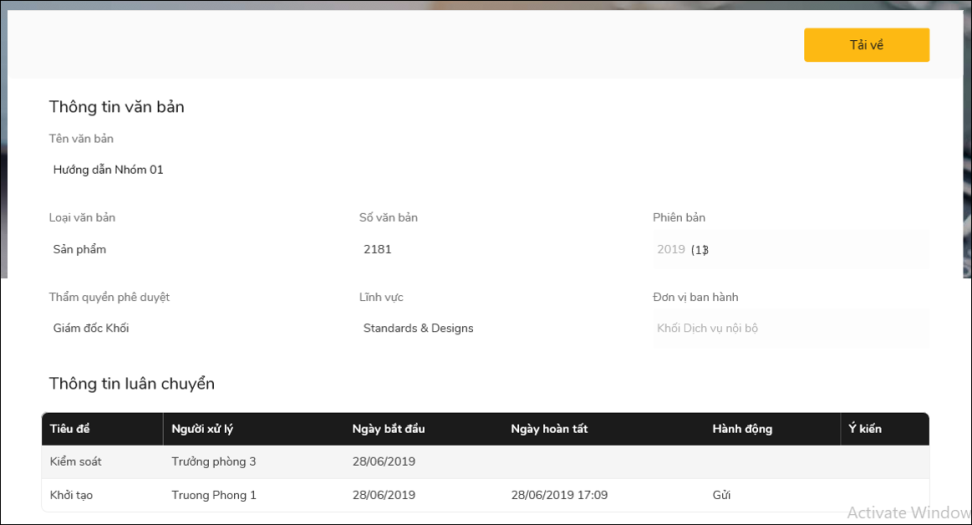 Tải về
Thông tin văn bản
Tên văn bản
Hướng dẫn Nhóm 01
Loại văn bản Số văn bản Phiên bản
Sản phẩm 2181 2019
Thẩm quyền phê duyệt Lĩnh vực Đơn vị ban hành
Giám đốc Khối Standards & Designs Khối Dịch vụ nội bộ
Thông tin luân chuyển
Tiêu đề Người xử lý Ngày bắt đầu Ngày hoàn tất Hành động Ý kiến
Kiểm soát Trưởng phòng 3 28/06/2019
Khởi tạo Truong Phong 1 28/06/2019 28/06/2019 17:09 Gửi
Activate Window